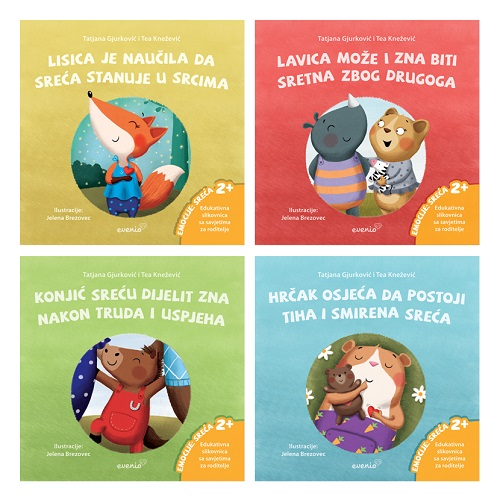 Tatjana Gjurković i Tea Knežević
LISICA JE NAUČILA DA
SREĆA STANUJE U SRCIMA
Ilustracije:
Jelena Brezovec
evenio
EMOCIJE: SREĆA 2+
Edukativna
slikovnica
sa savjetima
za roditelje
Tatjana Gjurković i Tea Knežević
LAVICA MOŽE I ZNA BITI
SRETNA ZBOG DRUGOGA
Ilustracije:
Jelena Brezovec
evenio
EMOCIJE: SREĆA 2+
Edukativna
slikovnica
sa savjetima
za roditelje
Tatjana Gjurković i Tea Knežević
KONJIĆ SREĆU DIJELIT ZNA
NAKON TRUDA I USPJEHA
Ilustracije:
Jelena Brezovec
evenio
EMOCIJE: SREĆA 2+
Edukativna
slikovnica
sa savjetima
za roditelje
Tatjana Gjurković i Tea Knežević
HRČAK OSJEĆA DA POSTOJI
TIHA I SMIRENA SREĆA
Ilustracije:
Jelena Brezovec
evenio
EMOCIJE: SREĆA 2+
Edukativna
slikovnica
sa savjetima
za roditelje